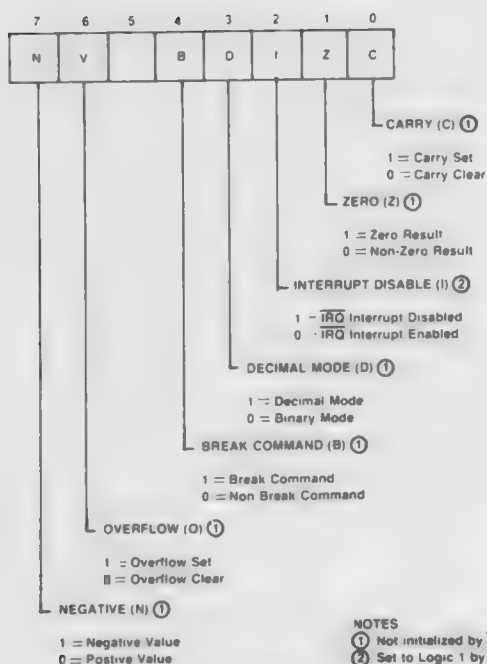 7 6 5 4 3 2 1 0
N V B D I Z C
CARRY (C) ①
1 = Carry Set
0 = Carry Clear
ZERO (Z) ①
1 = Zero Result
0 = Non-Zero Result
INTERRUPT DISABLE (I) ②
1 = IRQ Interrupt Disabled
0 · IRQ Interrupt Enabled
DECIMAL MODE (D) ①
1 = Decimal Mode
0 = Binary Mode
BREAK COMMAND (B) ①
1 = Break Command
0 = Non Break Command
OVERFLOW (O) ①
1 = Overflow Set
= Overflow Clear
NEGATIVE (N) ①
1 = Negative Value
0 = Postive Value
NOTES
① Not initialized by
② Set to Logic 1 by